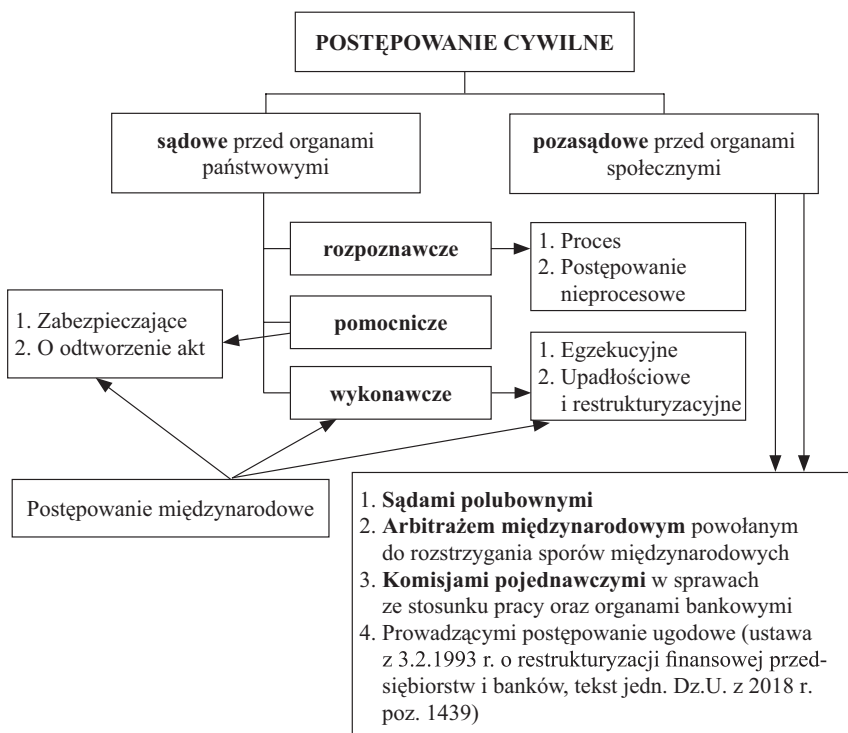 POSTĘPOWANIE CYWILNE
sądowe przed organami
państwowymi
pozasądowe przed organami
społecznymi
rozpoznawcze
1. Proces
2. Postępowanie
nieprocesowe
1. Zabezpieczające
2. O odtworzenie akt
pomocnicze
wykonawcze
1. Egzekucyjne
2. Upadłościowe
i restrukturyzacyjne
Postępowanie międzynarodowe
1. Sądami polubownymi
2. Arbitrażem międzynarodowym powołanym
do rozstrzygania sporów międzynarodowych
3. Komisjami pojednawczymi w sprawach
ze stosunku pracy oraz organami bankowymi
4. Prowadzącymi postępowanie ugodowe (ustawa
z 3.2.1993 r. o restrukturyzacji finansowej przed-
siębiorstw i banków, tekst jedn. Dz.U. z 2018 r.
poz. 1439)